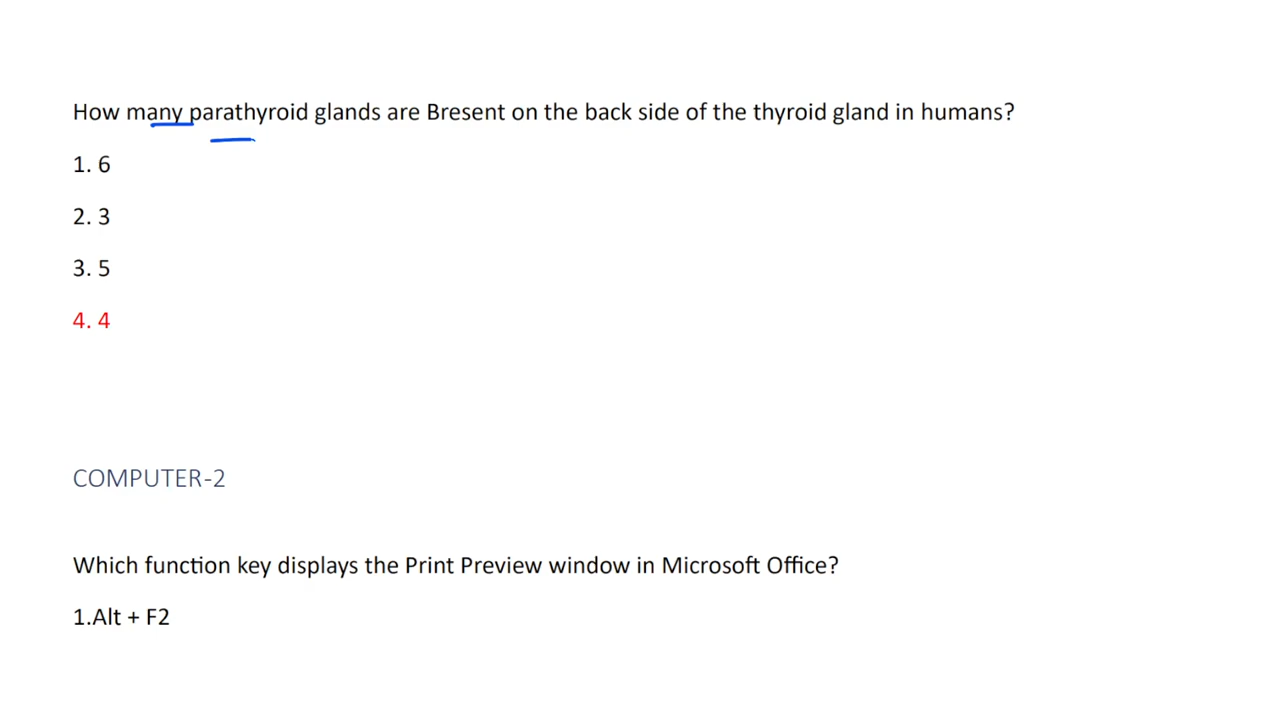 How many parathyroid glands are Bresent on the back side of the thyroid gland in humans?
1. 6
2. 3
3. 5
4. 4
COMPUTER-2
Which function key displays the Print Preview window in Microsoft Office?
1.Alt + F2